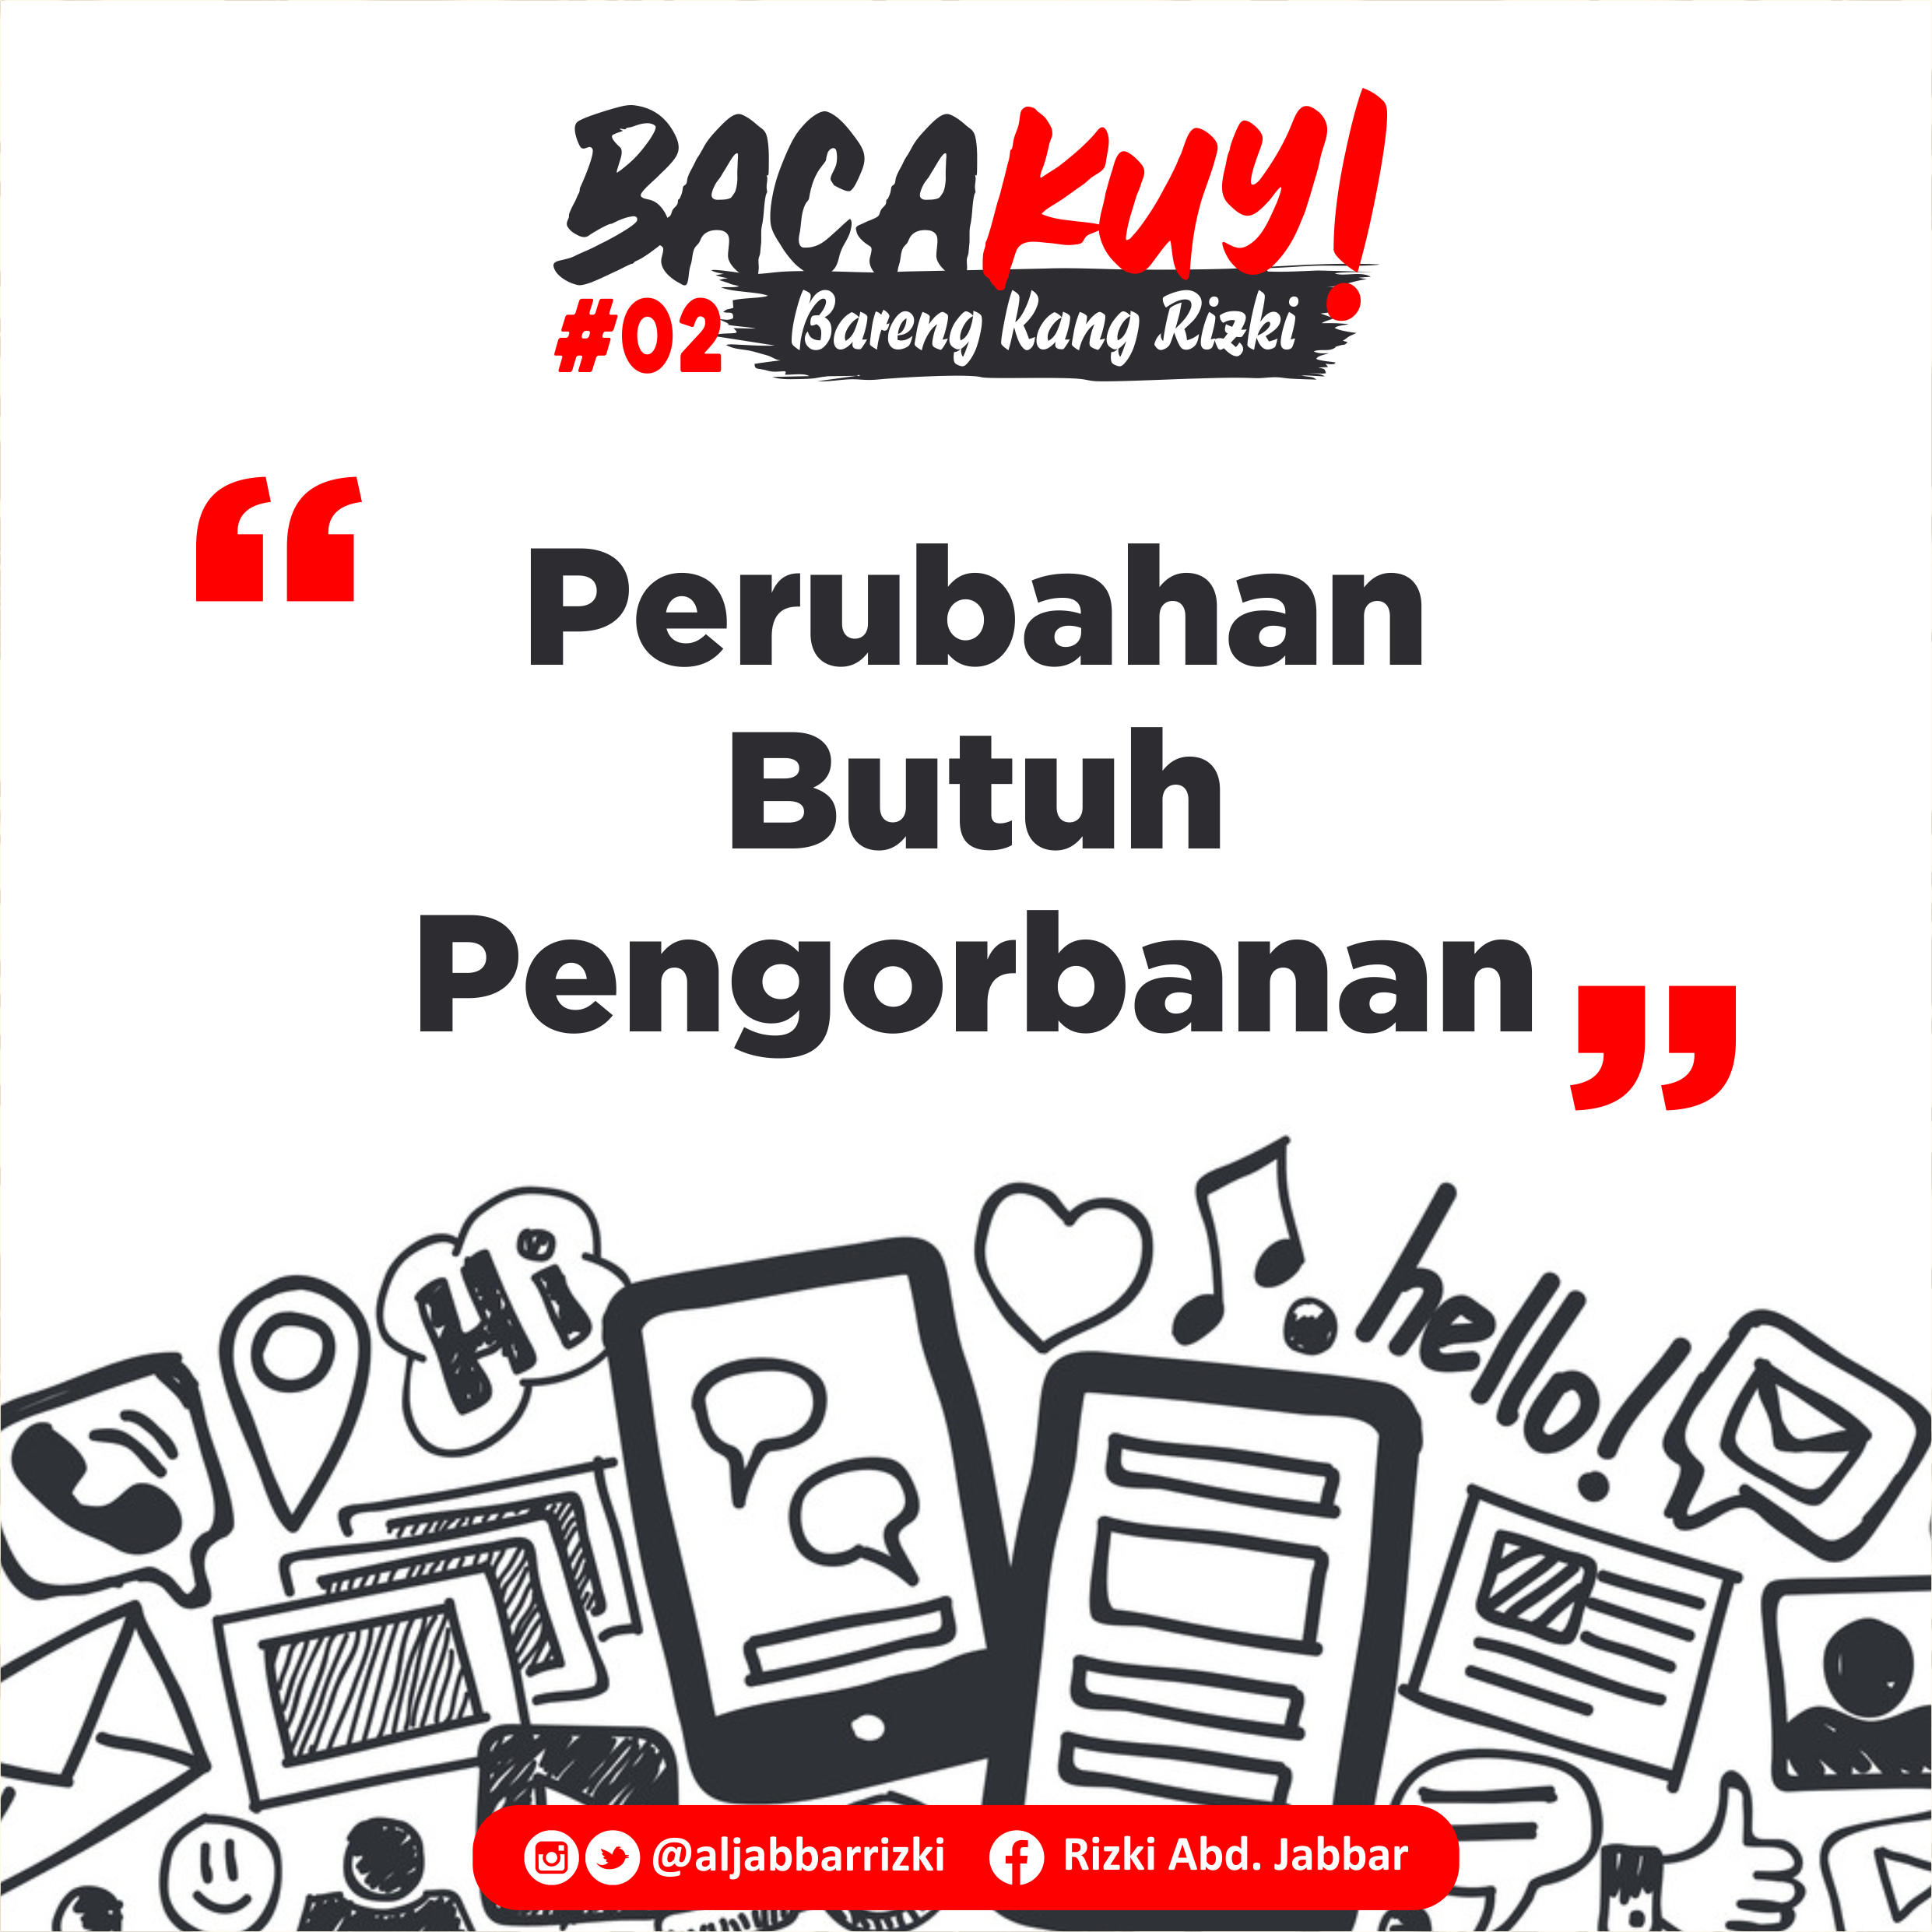 BACAKUY!
#02 Bareng Kang Rizki
“Perubahan
Butuh
Pengorbanan”
Hi
hello!
@aljabbarrizki Rizki Abd. Jabbar